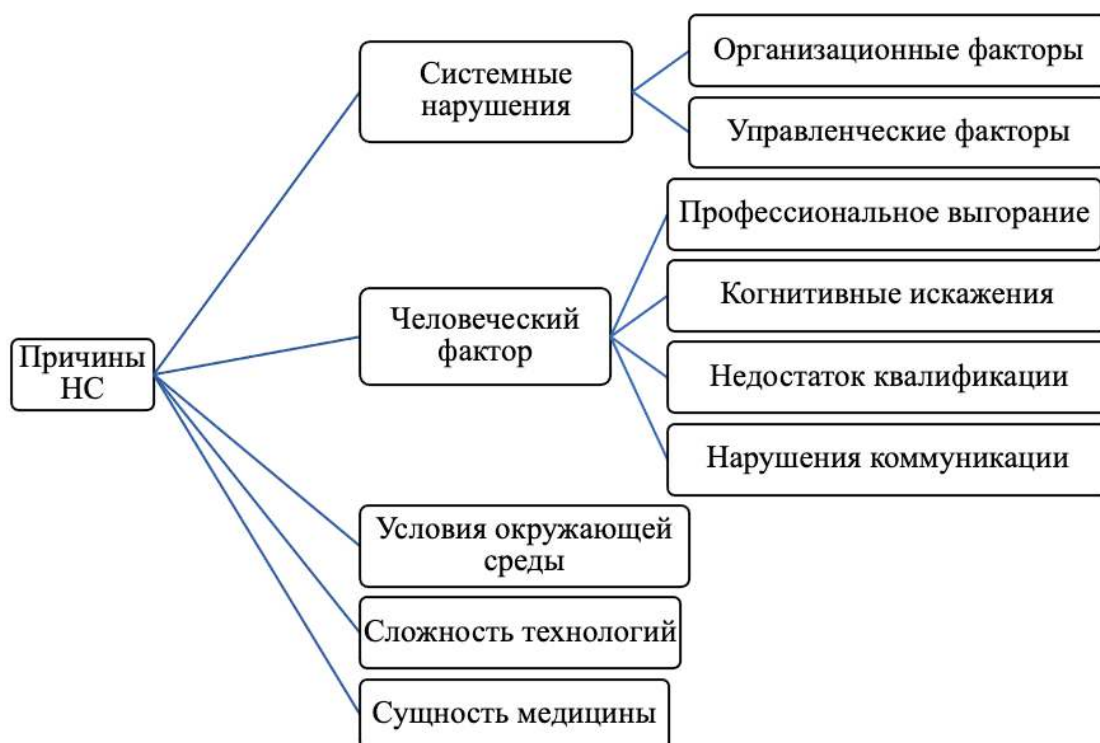 Причины
НС
Системные
нарушения
Организационные факторы
Управленческие факторы
Человеческий
фактор
Профессиональное выгорание
Когнитивные искажения
Недостаток квалификации
Нарушения коммуникации
Условия окружающей
среды
Сложность технологий
Сущность медицины